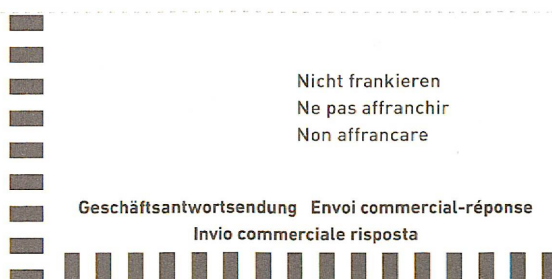 Nicht frankieren
Ne pas affranchir
Non affrancare
Geschäftsantwortsendung Envoi commercial-réponse
Invio commerciale risposta